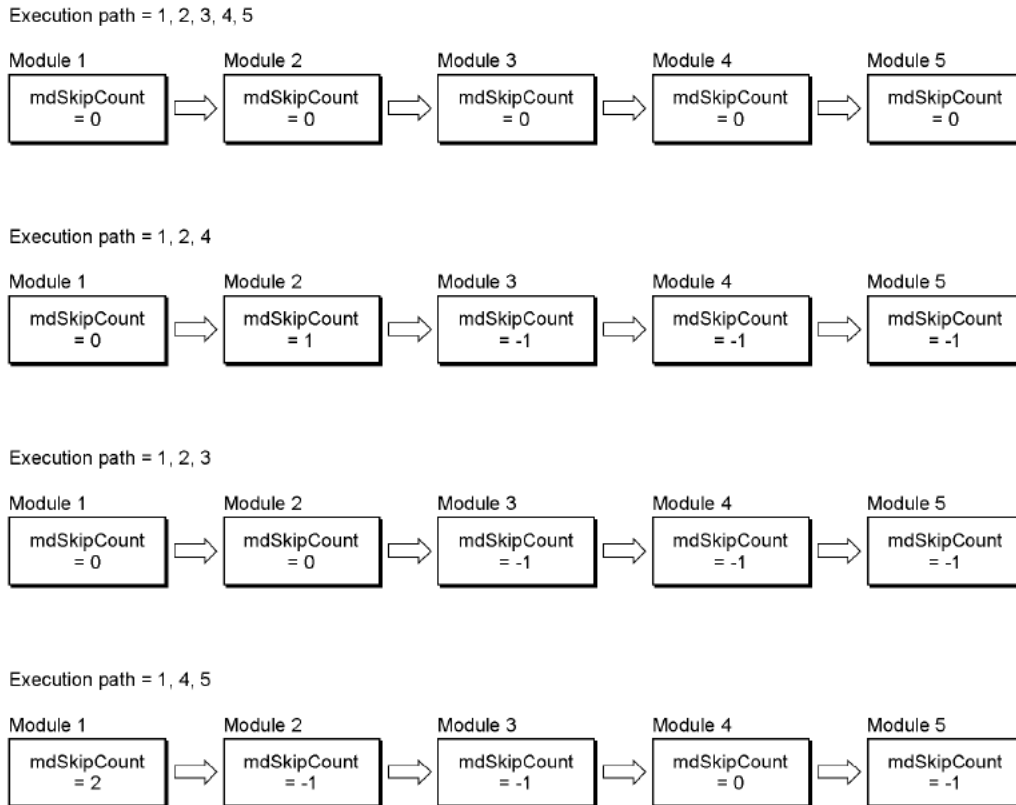 Execution path = 1, 2, 3, 4, 5
Module 1
Module 2
Module 3
Module 4
Module 5
mdSkipCount
= 0
mdSkipCount
= 0
mdSkipCount
= 0
mdSkipCount
= 0
mdSkipCount
= 0
Execution path = 1, 2, 4
Module 1
Module 2
Module 3
Module 4
Module 5
mdSkipCount
= 0
mdSkipCount
= 1
mdSkipCount
= -1
mdSkipCount
= -1
mdSkipCount
= -1
Execution path = 1, 2, 3
Module 1
Module 2
Module 3
Module 4
Module 5
mdSkipCount
= 0
mdSkipCount
= 0
mdSkipCount
= -1
mdSkipCount
= -1
mdSkipCount
= -1
Execution path = 1, 4, 5
Module 1
Module 2
Module 3
Module 4
Module 5
mdSkipCount
= 2
mdSkipCount
= -1
mdSkipCount
= -1
mdSkipCount
= 0
mdSkipCount
= -1